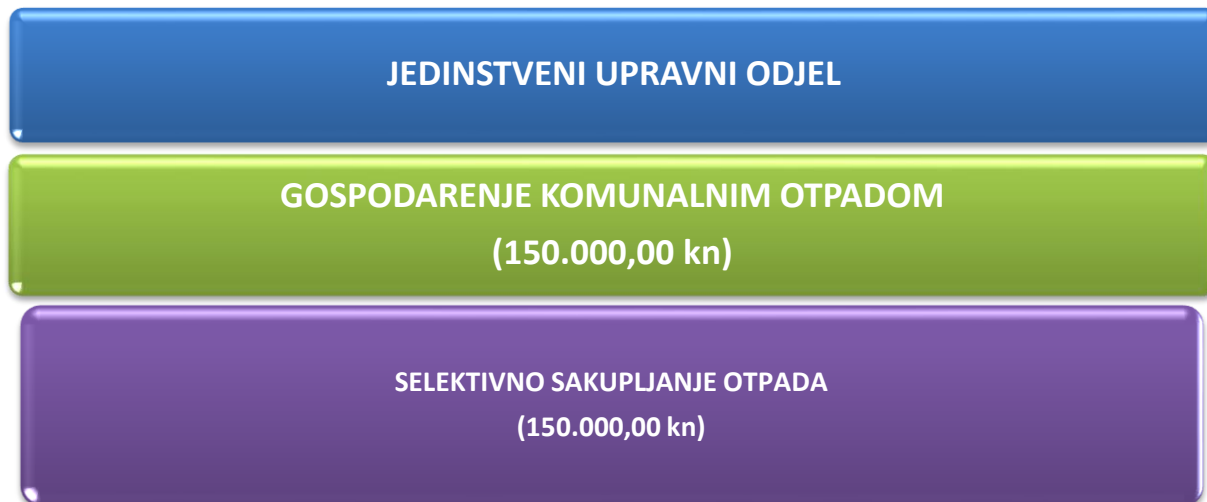 JEDINSTVENI UPRAVNI ODJEL
GOSPODARENJE KOMUNALNIM OTPADOM
(150.000,00 kn)
SELEKTIVNO SAKUPLJANJE OTPADA
(150.000,00 kn)